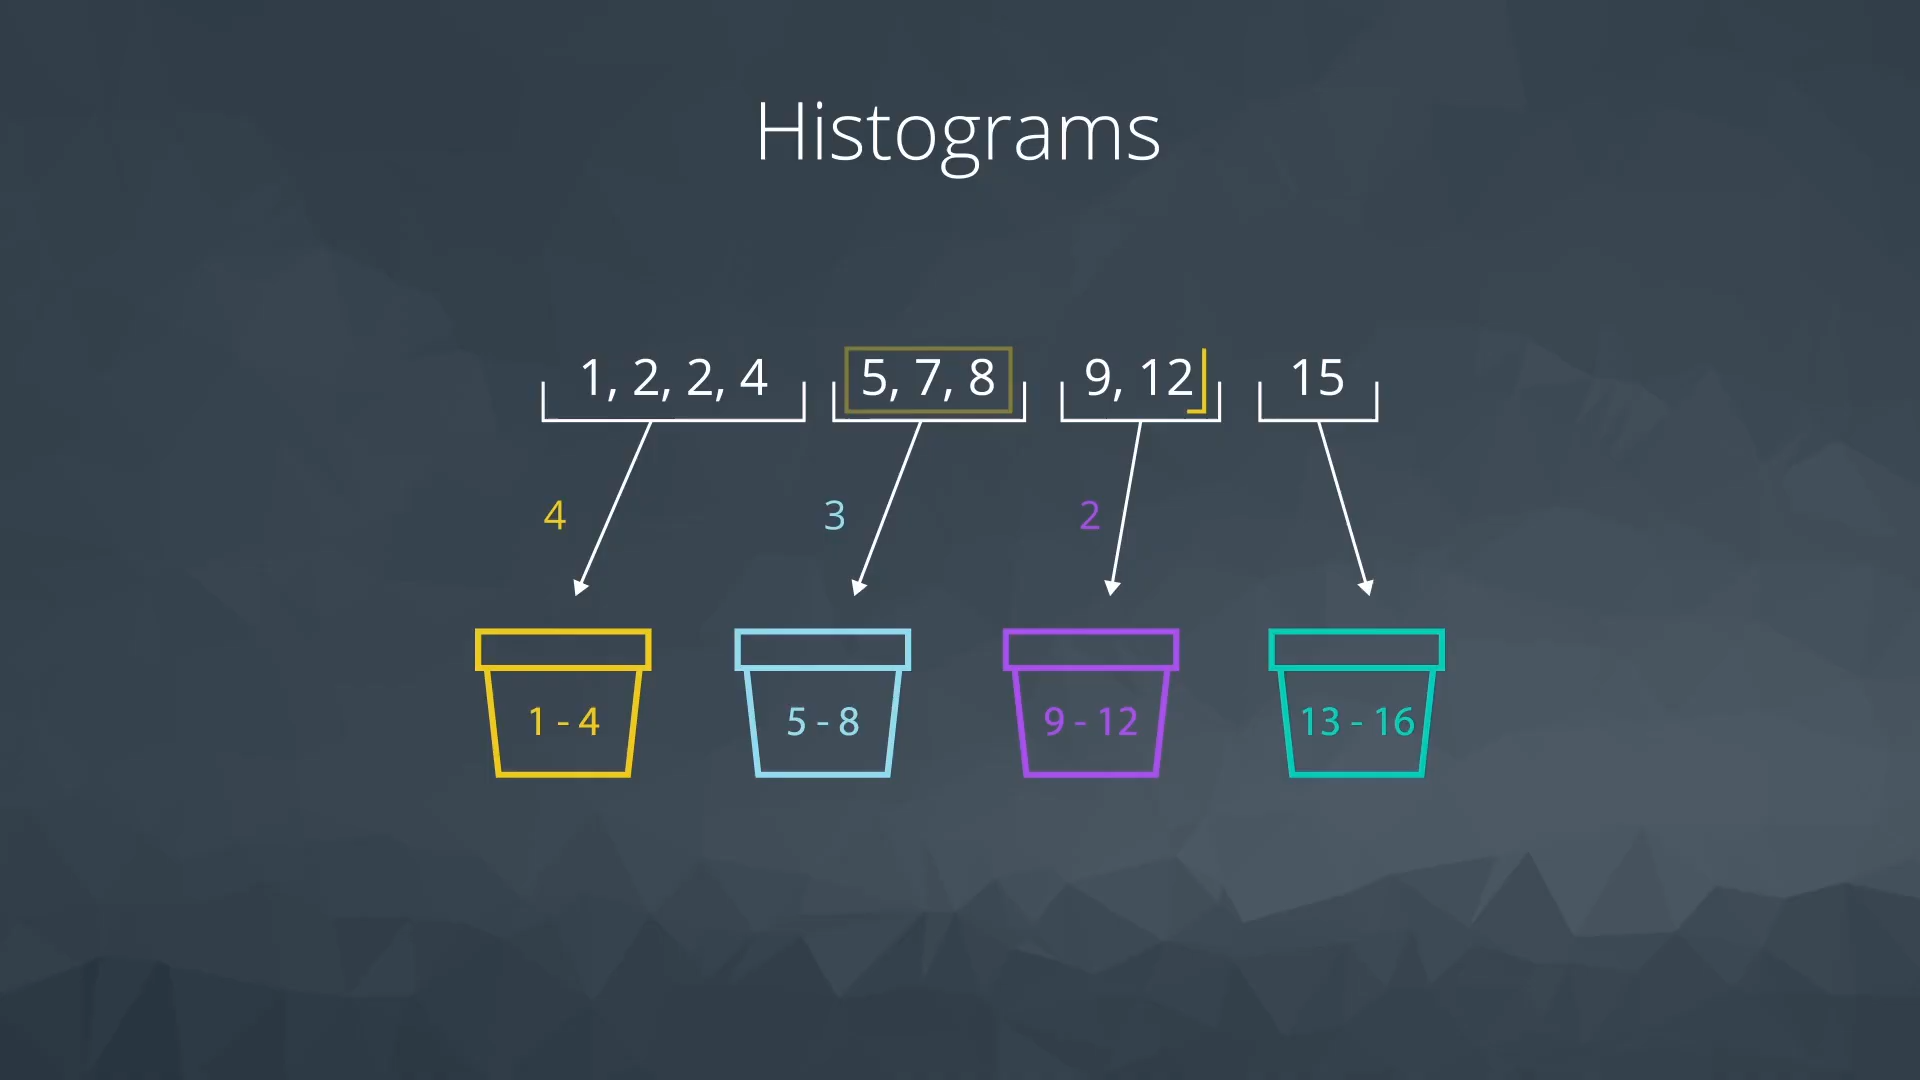 Histograms
1, 2, 2, 4 5, 7, 8 9, 12 15
4 3 2
1 - 4 5 - 8 9 - 12 13 - 16